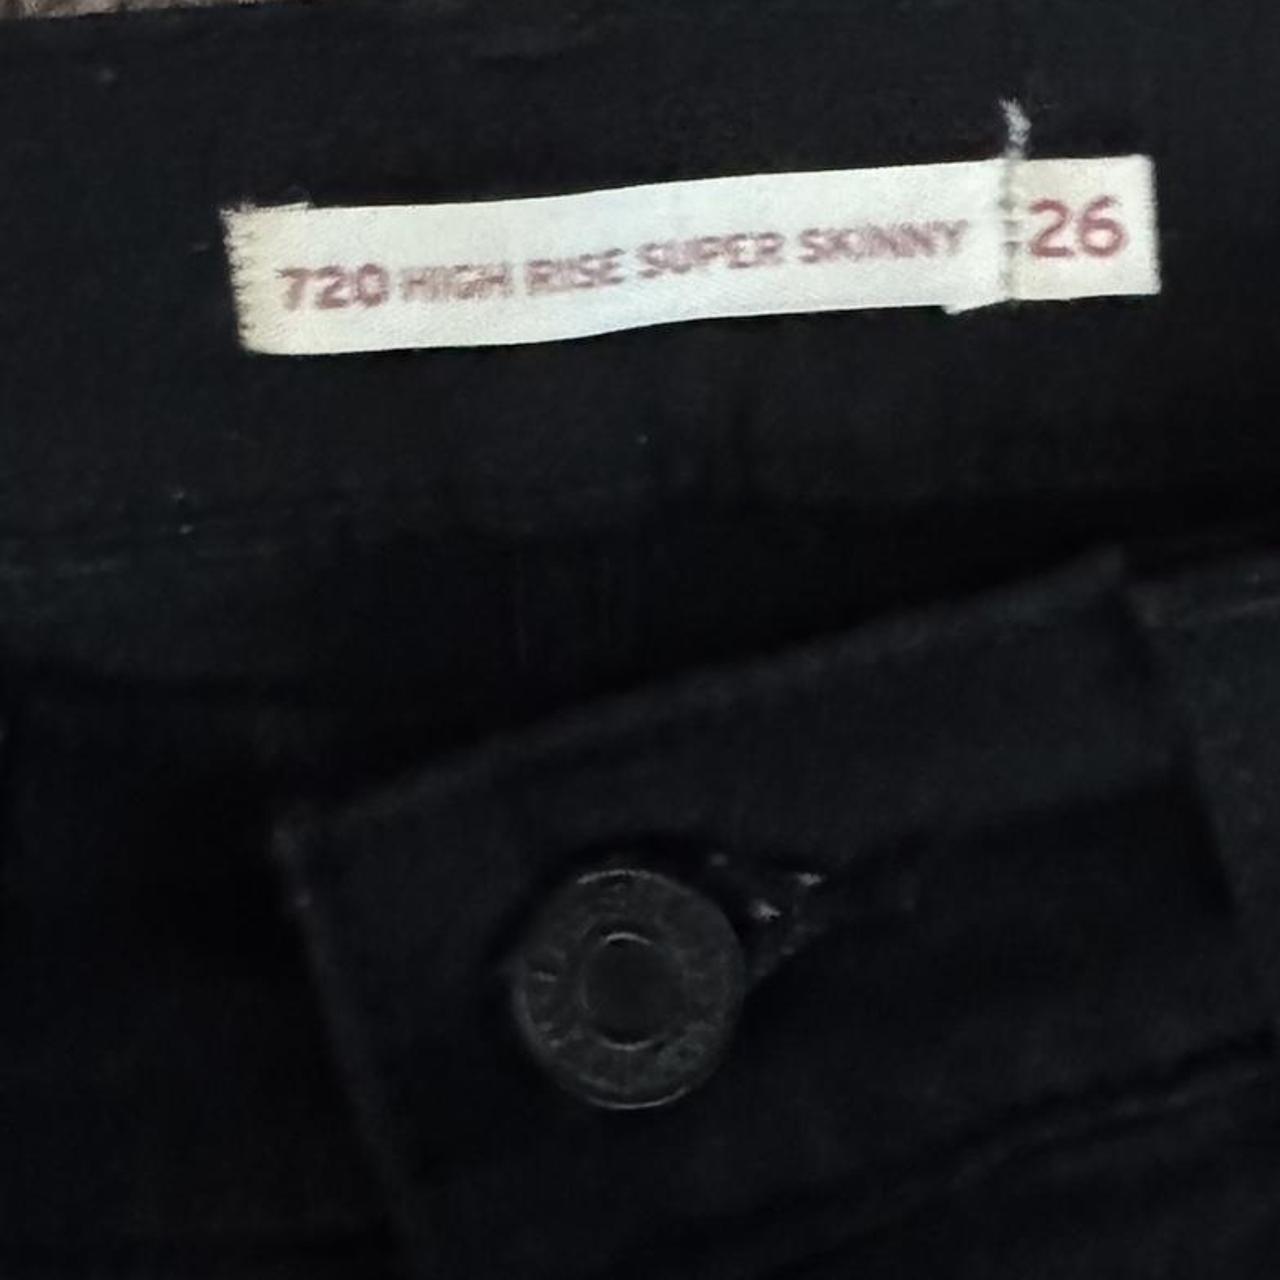 720 HIGH RISE SUPER SKINNY 26